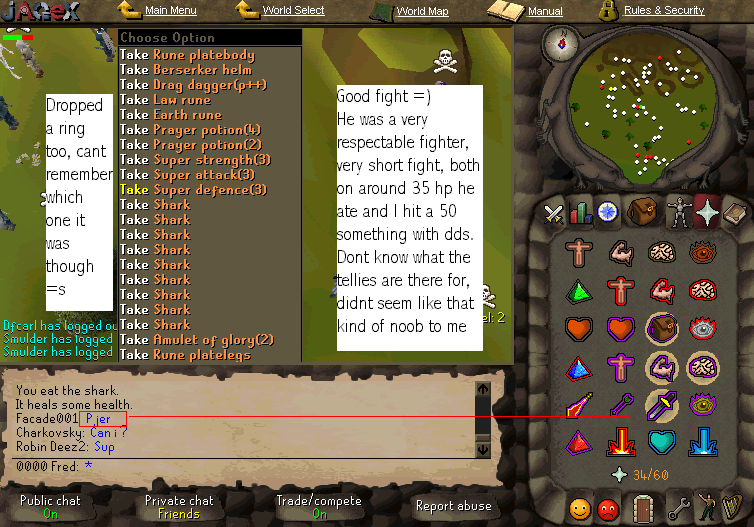 JAGEX
Main Menu
World Select
World Map
Manual
Rules & Security
Choose Option
Take Rune platebody
Take Berserker helm
Take Drag dagger(p++)
Take Law rune
Take Earth rune
Take Prayer potion(4)
Take Prayer potion(2)
Take Super strength(3)
Take Super attack(3)
Take Super defence(3)
Take Shark
Take Shark
Take Shark
Take Shark
Take Shark
Take Shark
Take Shark
Take Shark
Take Shark
Take Amulet of glory(2)
Take Rune platelegs
Dropped
a ring
too, cant
remember
which
one it
was
though
=s
Good fight =)
He was a very
respectable fighter,
very short fight, both
on around 35 hp he
ate and I hit a 50
something with dds.
Dont know what the
tellies are there for,
didnt seem like that
kind of noob to me
el: 2
Dfcarl has logged ou
Smulder has logged
Smulder has logged
You eat the shark.
It heals some health.
Facade001 Pjer
Charkovsky: Can i ?
Robin Deez2: Sup
0000 Fred: *
34/60
Public chat
On
Private chat
Friends
Trade/compete
On
Report abuse